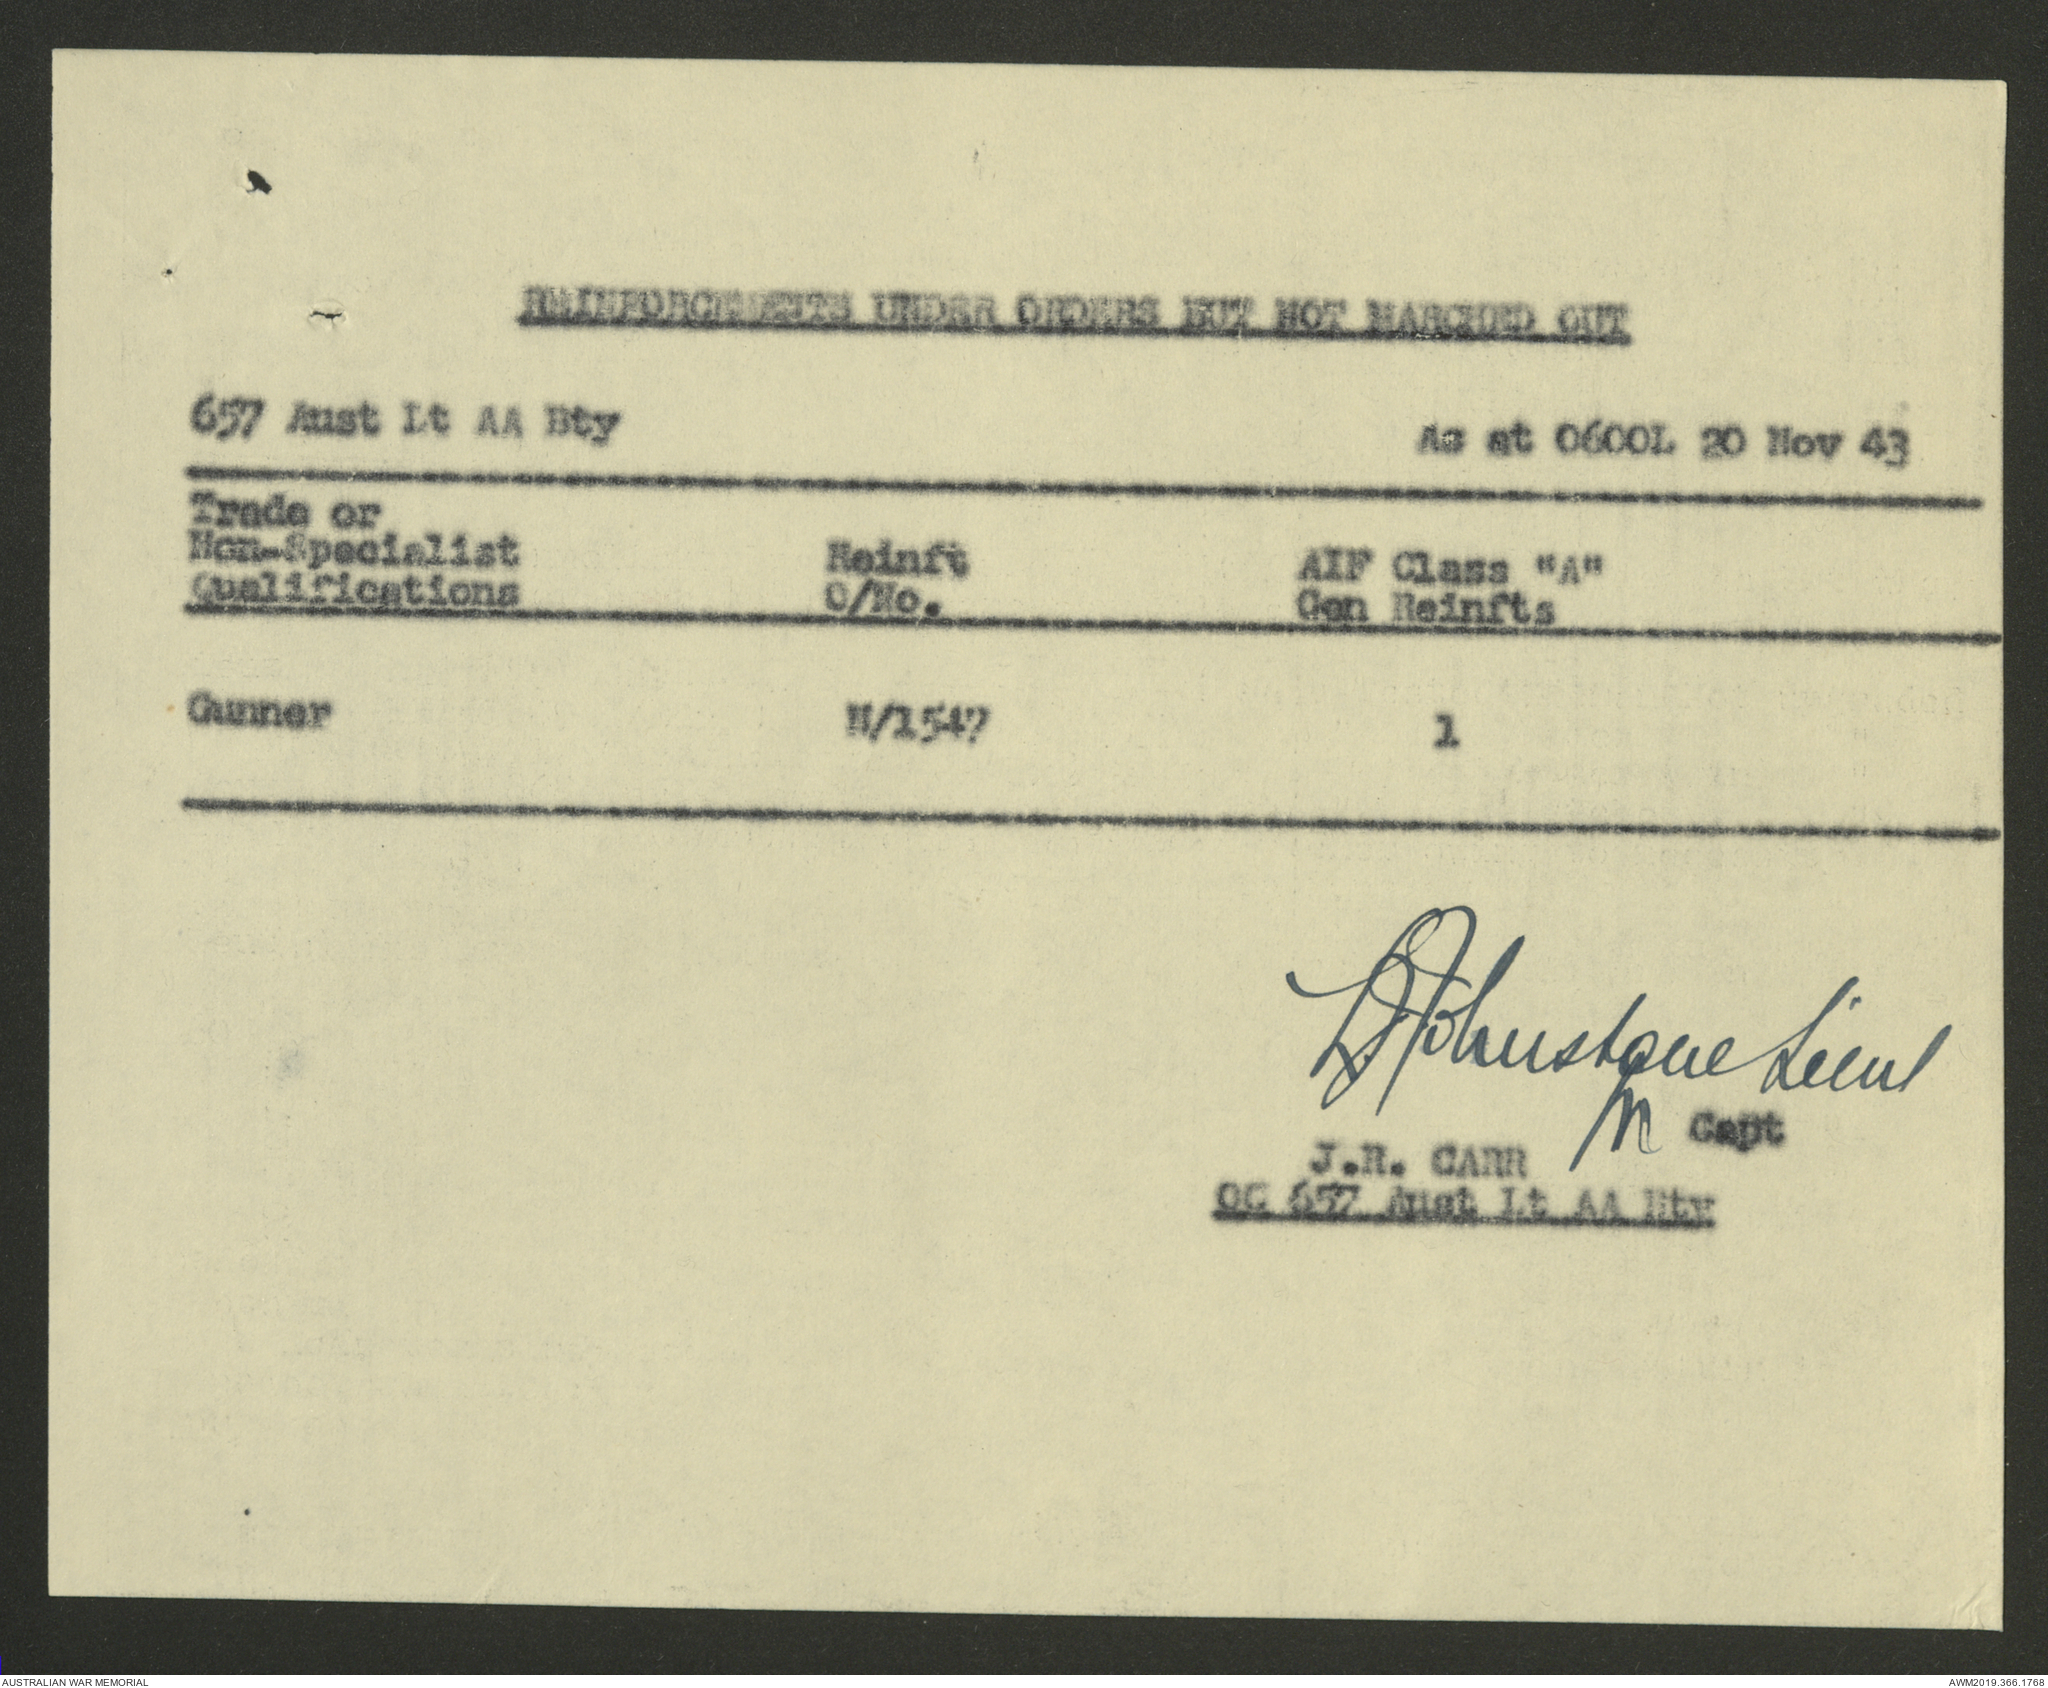 REINFORCEMENTS UNDER ORDERS BUT NOT MARCHED OUT
657 Aust Lt AA Bty As at 0600L 20 Nov 43
Trade or
Non-Specialist Reinft AIF Class "A"
Qualifications O/No. Gen Reinfts
Gunner N/1547 1
Johnstone Lieut
Capt
J.R. CARR
OC 657 Aust Lt AA Bty
AUSTRALIAN WAR MEMORIAL AWM2019.366.1768